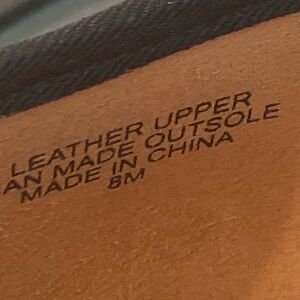 LEATHER UPPER
AN MADE OUTSOLE
MADE IN CHINA
8M